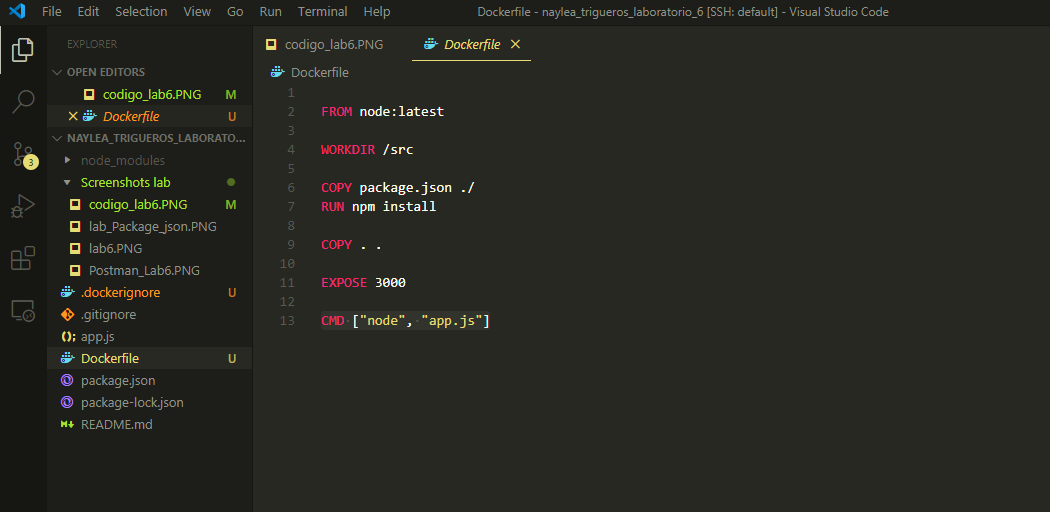 File Edit Selection View Go Run Terminal Help Dockerfile - naylea_trigueros_laboratorio_6 [SSH: default] - Visual Studio Code
EXPLORER
OPEN EDITORS
codigo_lab6.PNG M
Dockerfile U
NAYLEA_TRIGUEROS_LABORATO...
node_modules
Screenshots lab
codigo_lab6.PNG M
lab_Package_json.PNG
lab6.PNG
Postman_Lab6.PNG
.dockerignore U
.gitignore
app.js
Dockerfile U
package.json
package-lock.json
README.md
3
codigo_lab6.PNG Dockerfile
Dockerfile
1
2 FROM node:latest
3
4 WORKDIR /src
5
6 COPY package.json ./
7 RUN npm install
8
9 COPY . .
10
11 EXPOSE 3000
12
13 CMD ["node", "app.js"]